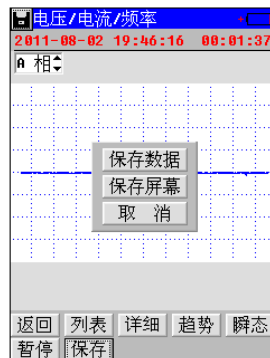 电压/电流/频率
2011-08-02 19:46:16 00:01:37
A 相
保存数据
保存屏幕
取 消
返回 列表 详细 趋势 瞬态
暂停 保存